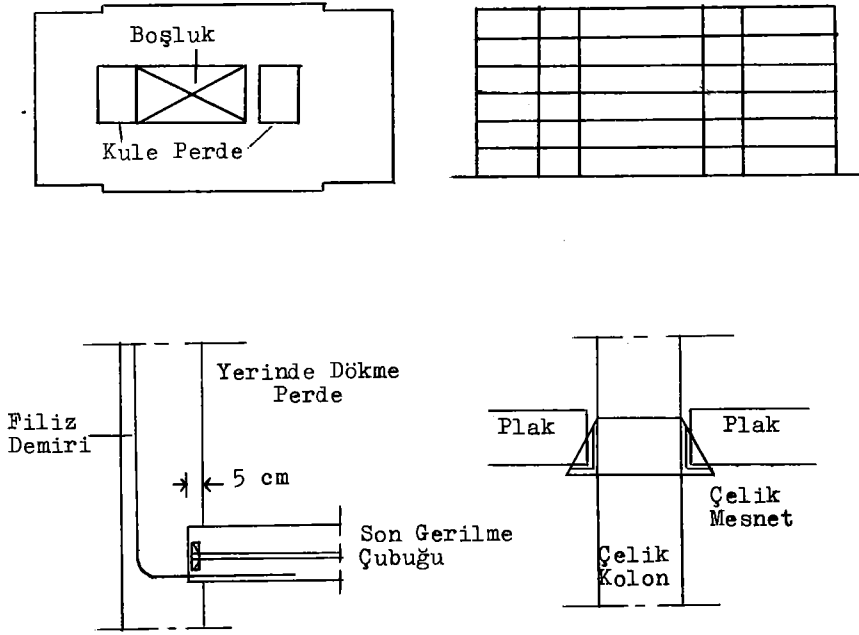 Boşluk
Kule Perde
Yerinde Dökme
Perde
Filiz
Demiri
5 cm
Son Gerilme
Çubuğu
Plak
Plak
Çelik
Mesnet
Çelik
Kolon